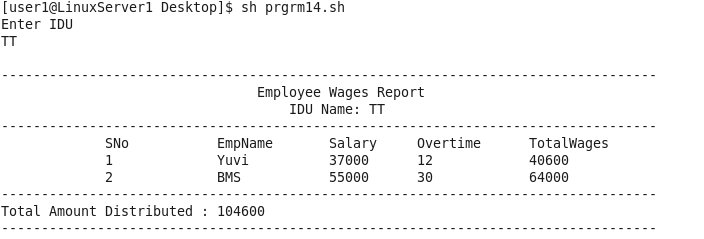 [user1@LinuxServer1 Desktop]$ sh prgrm14.sh
Enter IDU
TT
----------------------------------------------------------------------------------
Employee Wages Report
IDU Name: TT
----------------------------------------------------------------------------------
SNo EmpName Salary Overtime TotalWages
1 Yuvi 37000 12 40600
2 BMS 55000 30 64000
----------------------------------------------------------------------------------
Total Amount Distributed : 104600
----------------------------------------------------------------------------------